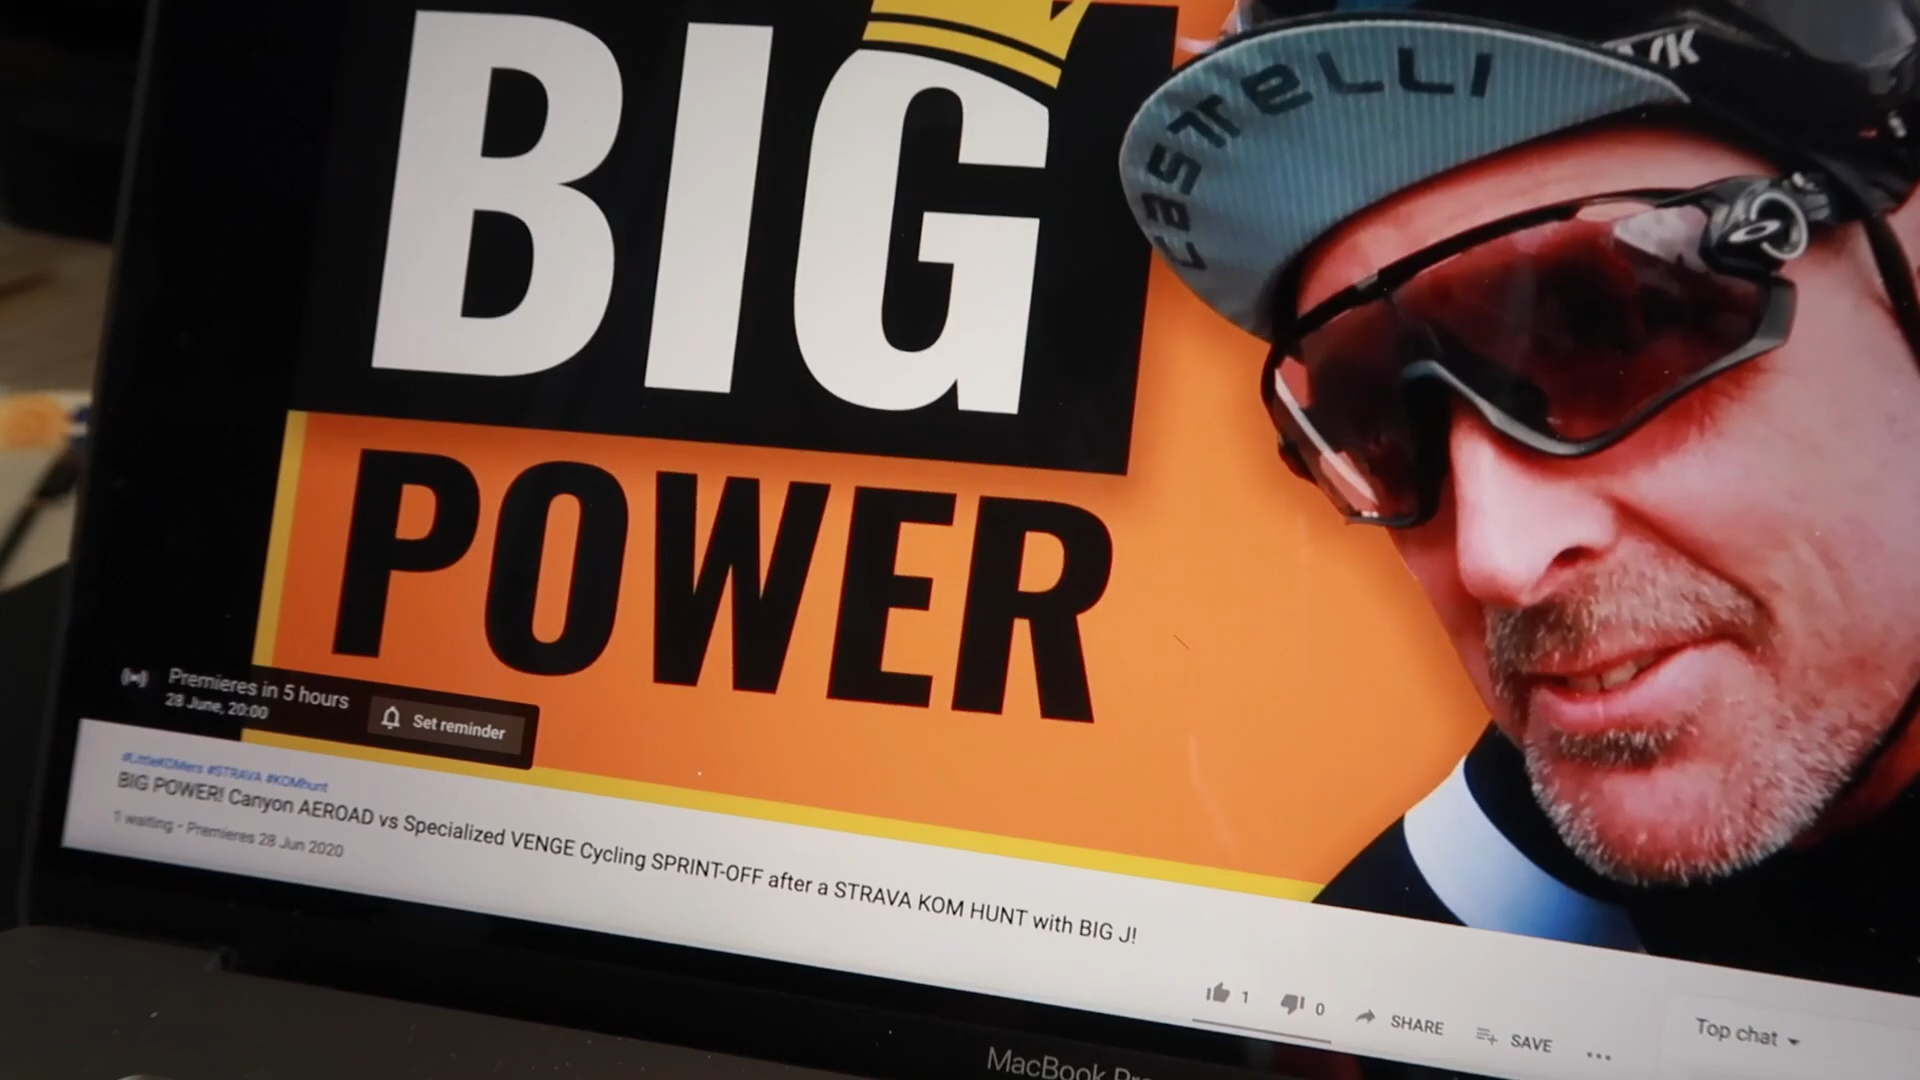 BIG
POWER
CASTELLI
Premieres in 5 hours
28 June, 20:00
Set reminder
#LittleKOMers #STRAVA #KOMhunt
BIG POWER! Canyon AEROAD vs Specialized VENGE Cycling SPRINT-OFF after a STRAVA KOM HUNT with BIG J!
1 waiting • Premieres 28 Jun 2020
1
0
SHARE
SAVE
Top chat
MacBook